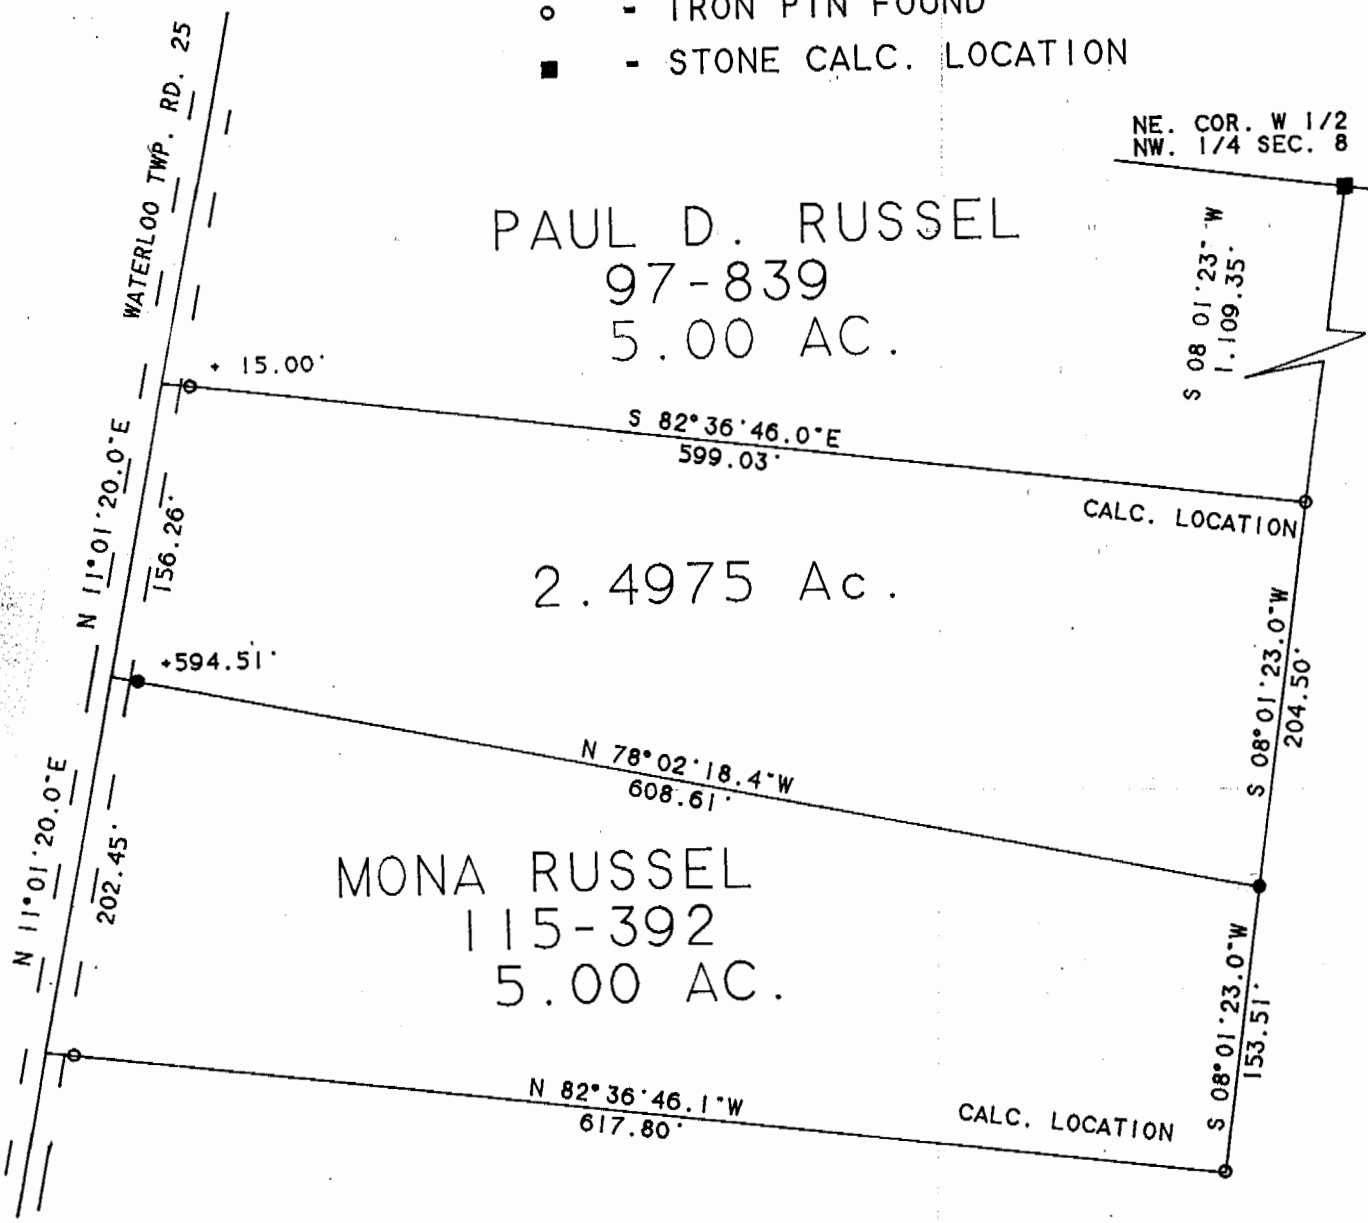 - IRON PIN FOUND
- STONE CALC. LOCATION
NE. COR. W 1/2
NW. 1/4 SEC. 8
WATERLOO TWP. RD. 25
PAUL D. RUSSEL
97-839
5.00 AC.
S 08 01'23" W
1,109.35'
+ 15.00'
S 82°36'46.0"E
599.03'
CALC. LOCATION
N 11°01'20.0"E
156.26'
2.4975 Ac.
S 08°01'23.0"W
204.50'
+594.51'
N 78°02'18.4"W
608.61'
N 11°01'20.0"E
202.45'
MONA RUSSEL
115-392
5.00 AC.
S 08°01'23.0"W
153.51'
N 82°36'46.1"W
617.80'
CALC. LOCATION